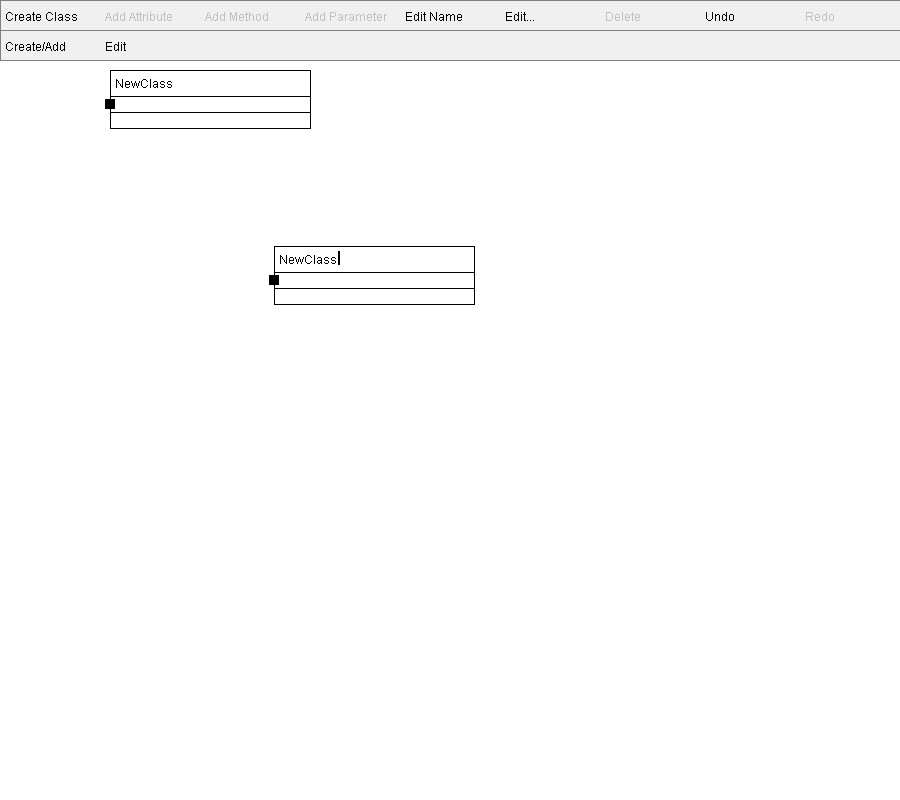 Create Class Add Attribute Add Method Add Parameter Edit Name Edit... Delete Undo Redo
Create/Add Edit
NewClass
NewClass